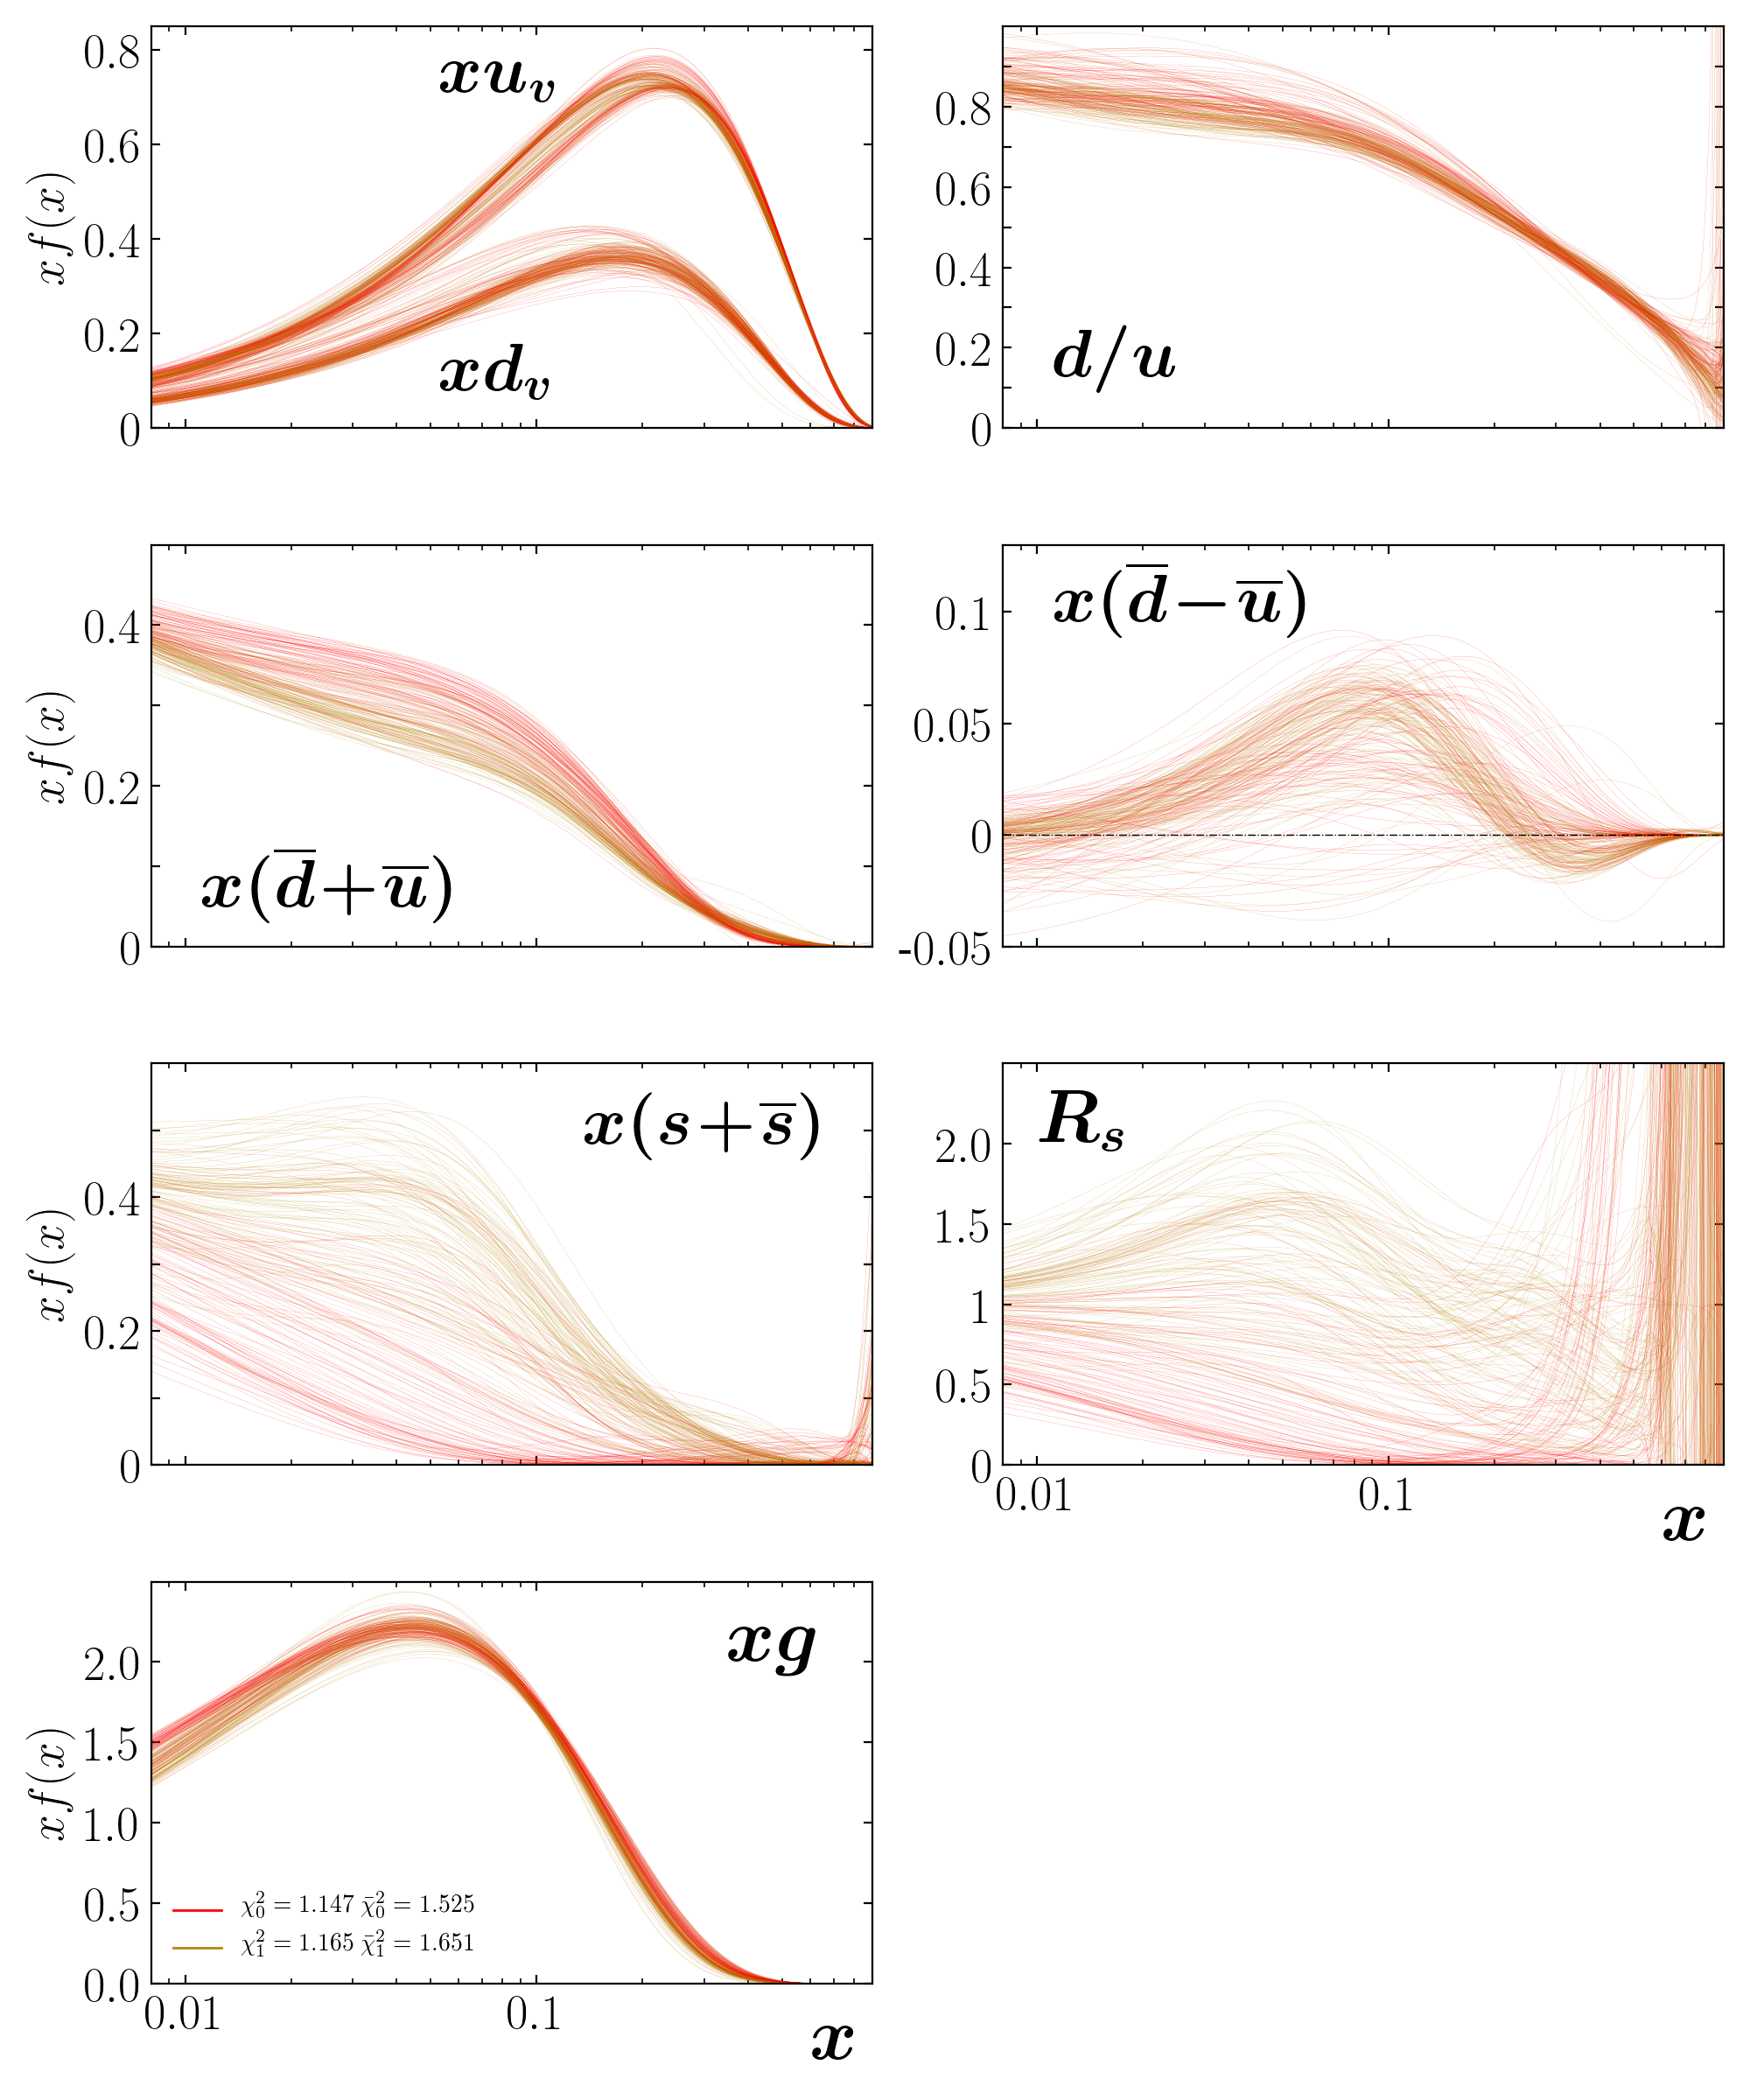 0.8
0.6
0.4
0.2
0
xf(x)
xu_v
xd_v
0.8
0.6
0.4
0.2
0
d/u
0.4
0.2
0
xf(x)
x(d̅+u̅)
0.1
0.05
0
-0.05
x(d̅−u̅)
0.4
0.2
0
xf(x)
x(s+s̅)
2.0
1.5
1
0.5
0
R_s
0.01 0.1
x
2.0
1.5
1.0
0.5
0.0
xf(x)
xg
χ₀² = 1.147 χ̄₀² = 1.525
χ₁² = 1.165 χ̄₁² = 1.651
0.01 0.1
x